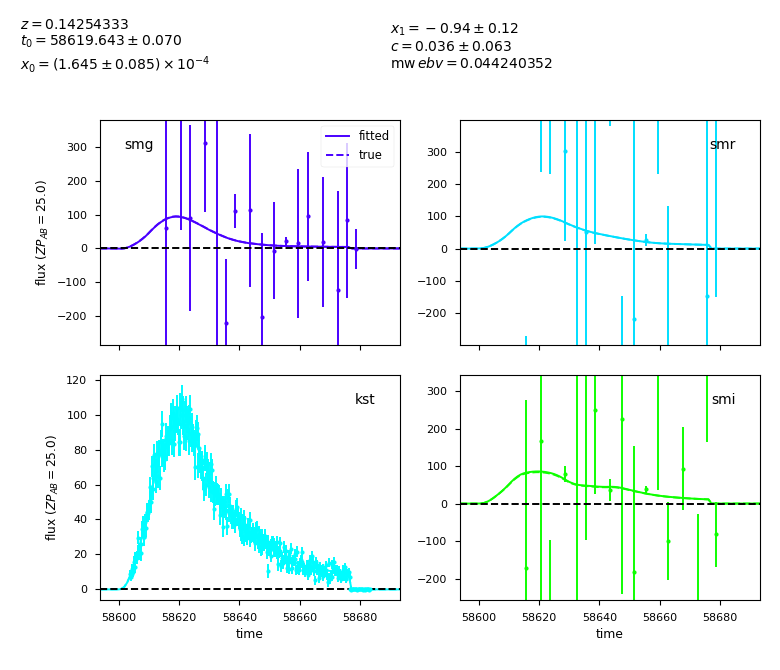 z = 0.14254333
t₀ = 58619.643 ± 0.070
x₀ = (1.645 ± 0.085) × 10⁻⁴
x₁ = −0.94 ± 0.12
c = 0.036 ± 0.063
mw ebv = 0.044240352
smg
fitted
true
300
200
100
0
−100
−200
flux (ZP_AB = 25.0)
smr
300
200
100
0
−100
−200
kst
120
100
80
60
40
20
0
flux (ZP_AB = 25.0)
58600 58620 58640 58660 58680
time
smi
300
200
100
0
−100
−200
58600 58620 58640 58660 58680
time